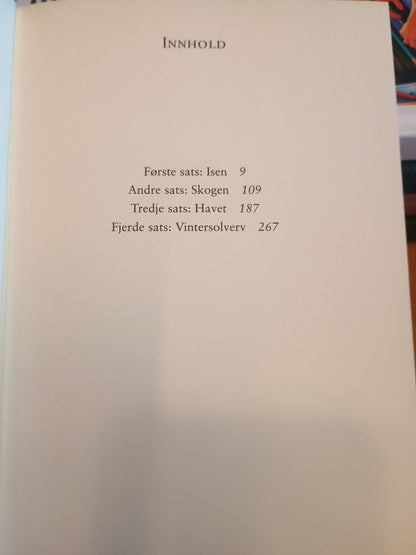 INNHOLD
Første sats: Isen 9
Andre sats: Skogen 109
Tredje sats: Havet 187
Fjerde sats: Vintersolverv 267